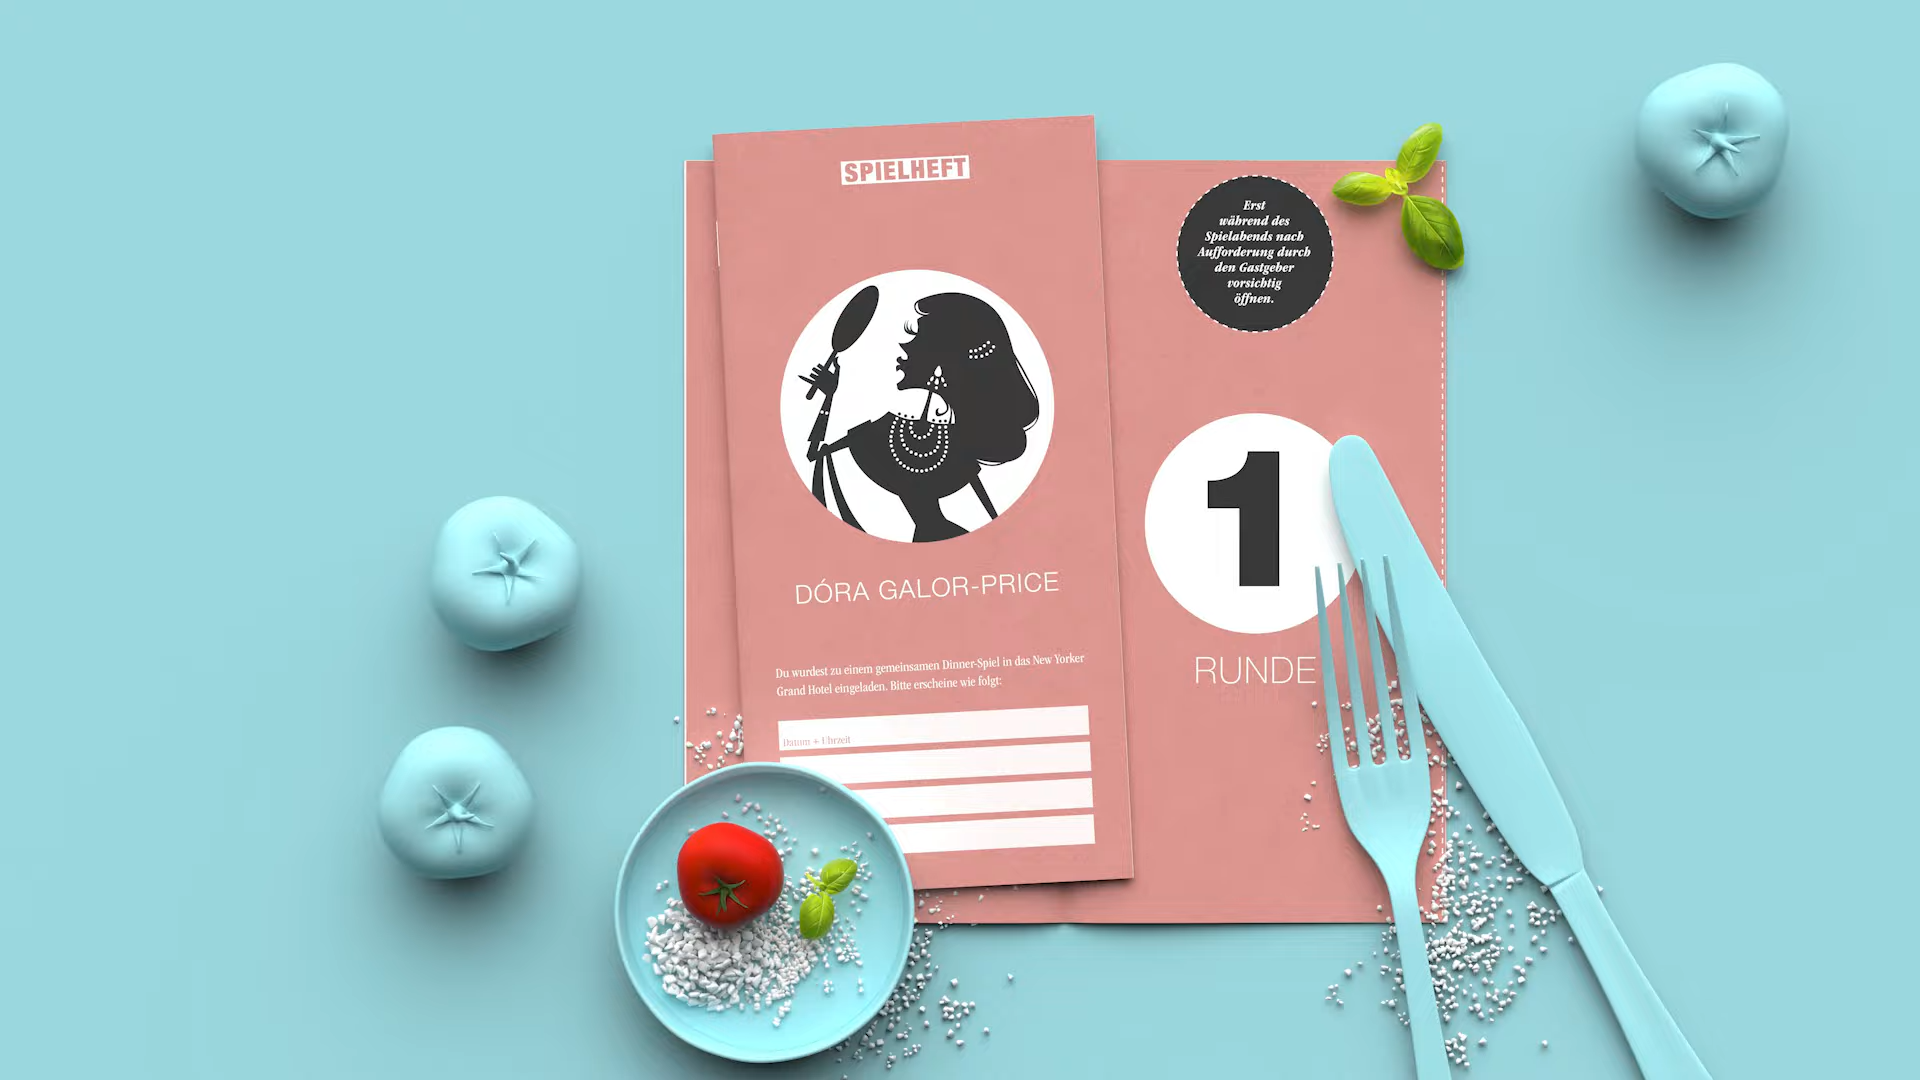 SPIELHEFT
DÓRA GALOR-PRICE
Du wurdest zu einem gemeinsamen Dinner-Spiel in das New Yorker
Grand Hotel eingeladen. Bitte erscheine wie folgt:
Datum + Uhrzeit
Erst
während des
Spielabends nach
Aufforderung durch
den Gastgeber
vorsichtig
öffnen.
1
RUNDE